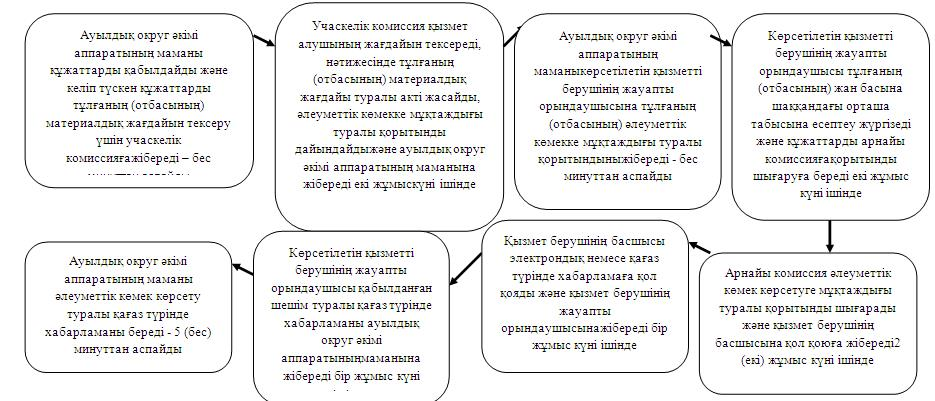 Ауылдық округ әкімі
аппаратының маманы
құжаттарды қабылдайды және
келіп түскен құжаттарды
тұлғаның (отбасының)
материалдық жағдайын тексеру
үшін учаскелік
комиссияғажібереді – бес
Учаскелік комиссия қызмет
алушының жағдайын тексереді,
нәтижесінде тұлғаның
(отбасының) материалдық
жағдайы туралы акті жасайды,
әлеуметтік көмекке мұқтаждығы
туралы қорытынды
дайындайдыжәне ауылдық округ
әкімі аппаратының маманына
жібереді екі жұмыскүні ішінде
Ауылдық округ әкімі
аппаратының
маманыкөрсетілетін қызметті
берушінің жауапты
орындаушысына тұлғаның
(отбасының) әлеуметтік
көмекке мұқтаждығы туралы
қорытындыныжібереді - бес
минуттан аспайды
Көрсетілетін қызметті
берушінің жауапты
орындаушысы тұлғаның
(отбасының) жан басына
шаққандағы орташа
табысына есептеу жүргізеді
және құжаттарды арнайы
комиссияғақорытынды
шығаруға береді екі жұмыс
күні ішінде
Арнайы комиссия әлеуметтік
көмек көрсетуге мұқтаждығы
туралы қорытынды шығарады
және қызмет берушінің
басшысына қол қоюға жібереді2
(екі) жұмыс күні ішінде
Қызмет берушінің басшысы
электрондық немесе қағаз
түрінде хабарламаға қол
қояды және қызмет берушінің
жауапты
орындаушысынажібереді бір
жұмыс күні ішінде
Көрсетілетін қызметті
берушінің жауапты
орындаушысы қабылданған
шешім туралы қағаз түрінде
хабарламаны ауылдық
округ әкімі
аппаратыныңмаманына
жібереді бір жұмыс күні
Ауылдық округ әкімі
аппаратының маманы
әлеуметтік көмек көрсету
туралы қағаз түрінде
хабарламаны береді - 5 (бес)
минуттан аспайды